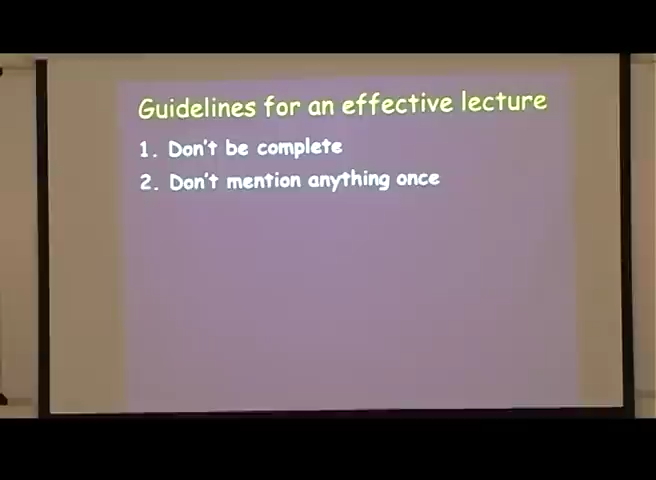 Guidelines for an effective lecture
1. Don't be complete
2. Don't mention anything once